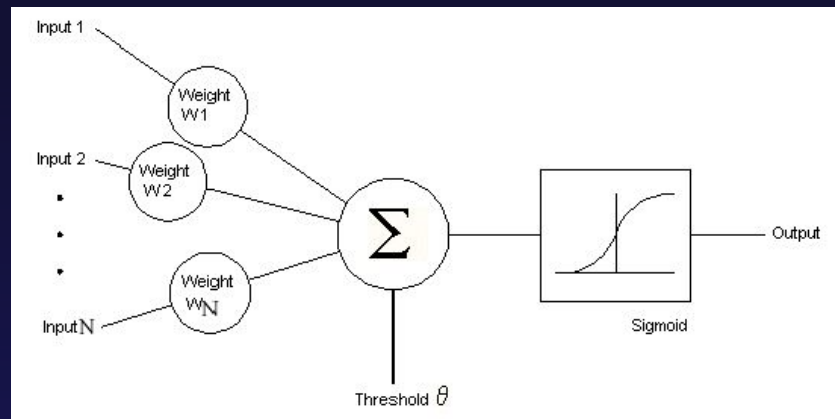 Input 1
Weight
W1
Input 2
Weight
W2
Weight
WN
Input N
Σ
Threshold θ
Sigmoid
Output